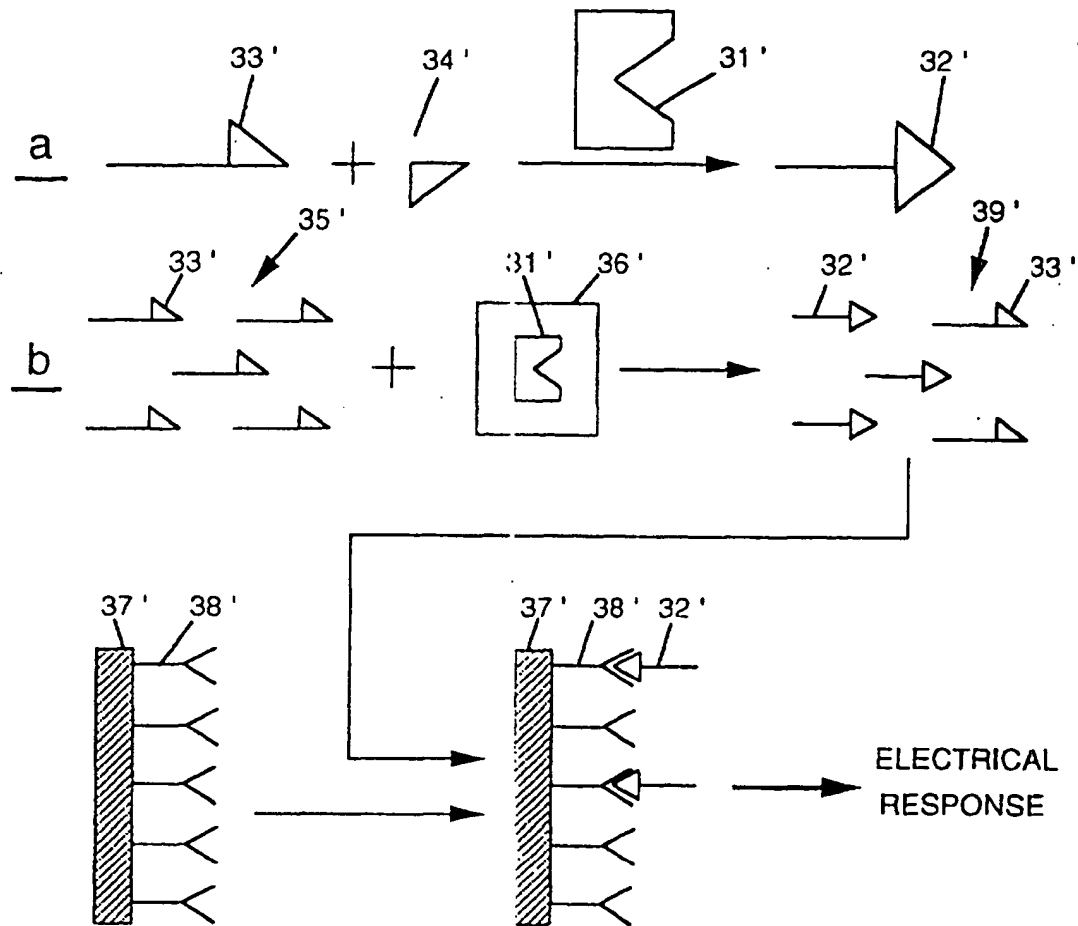 33 ' 34 ' 31 ' 32 '
a
35 ' 39 '
33 ' 31' 36 ' 32 ' 33 '
b
37 ' 38 ' 37 ' 38 ' 32 '
ELECTRICAL
RESPONSE